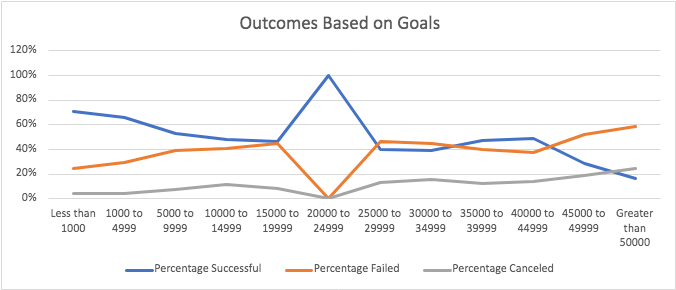 Outcomes Based on Goals
120%
100%
80%
60%
40%
20%
0%
Less than 1000 to 5000 to 10000 to 15000 to 20000 to 25000 to 30000 to 35000 to 40000 to 45000 to Greater
1000 4999 9999 14999 19999 24999 29999 34999 39999 44999 49999 than
50000
Percentage Successful Percentage Failed Percentage Canceled